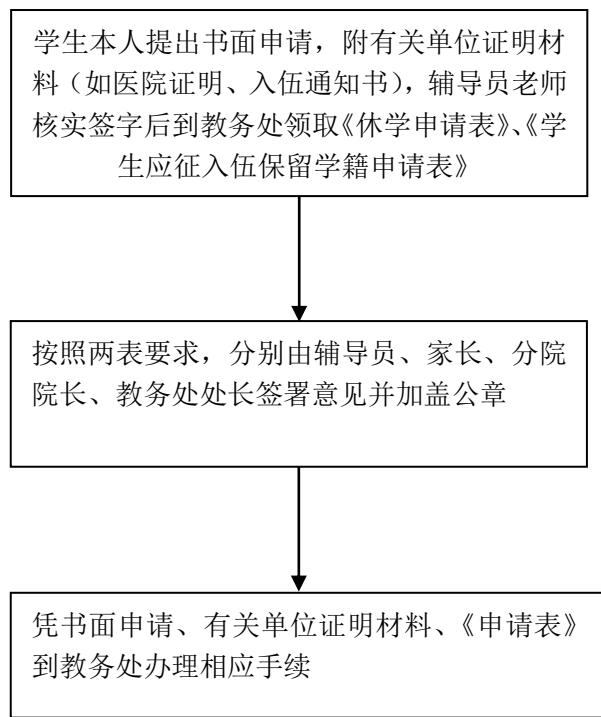 学生本人提出书面申请，附有关单位证明材
料（如医院证明、入伍通知书），辅导员老师
核实签字后到教务处领取《休学申请表》、《学
生应征入伍保留学籍申请表》
按照两表要求，分别由辅导员、家长、分院
院长、教务处处长签署意见并加盖公章
凭书面申请、有关单位证明材料、《申请表》
到教务处办理相应手续